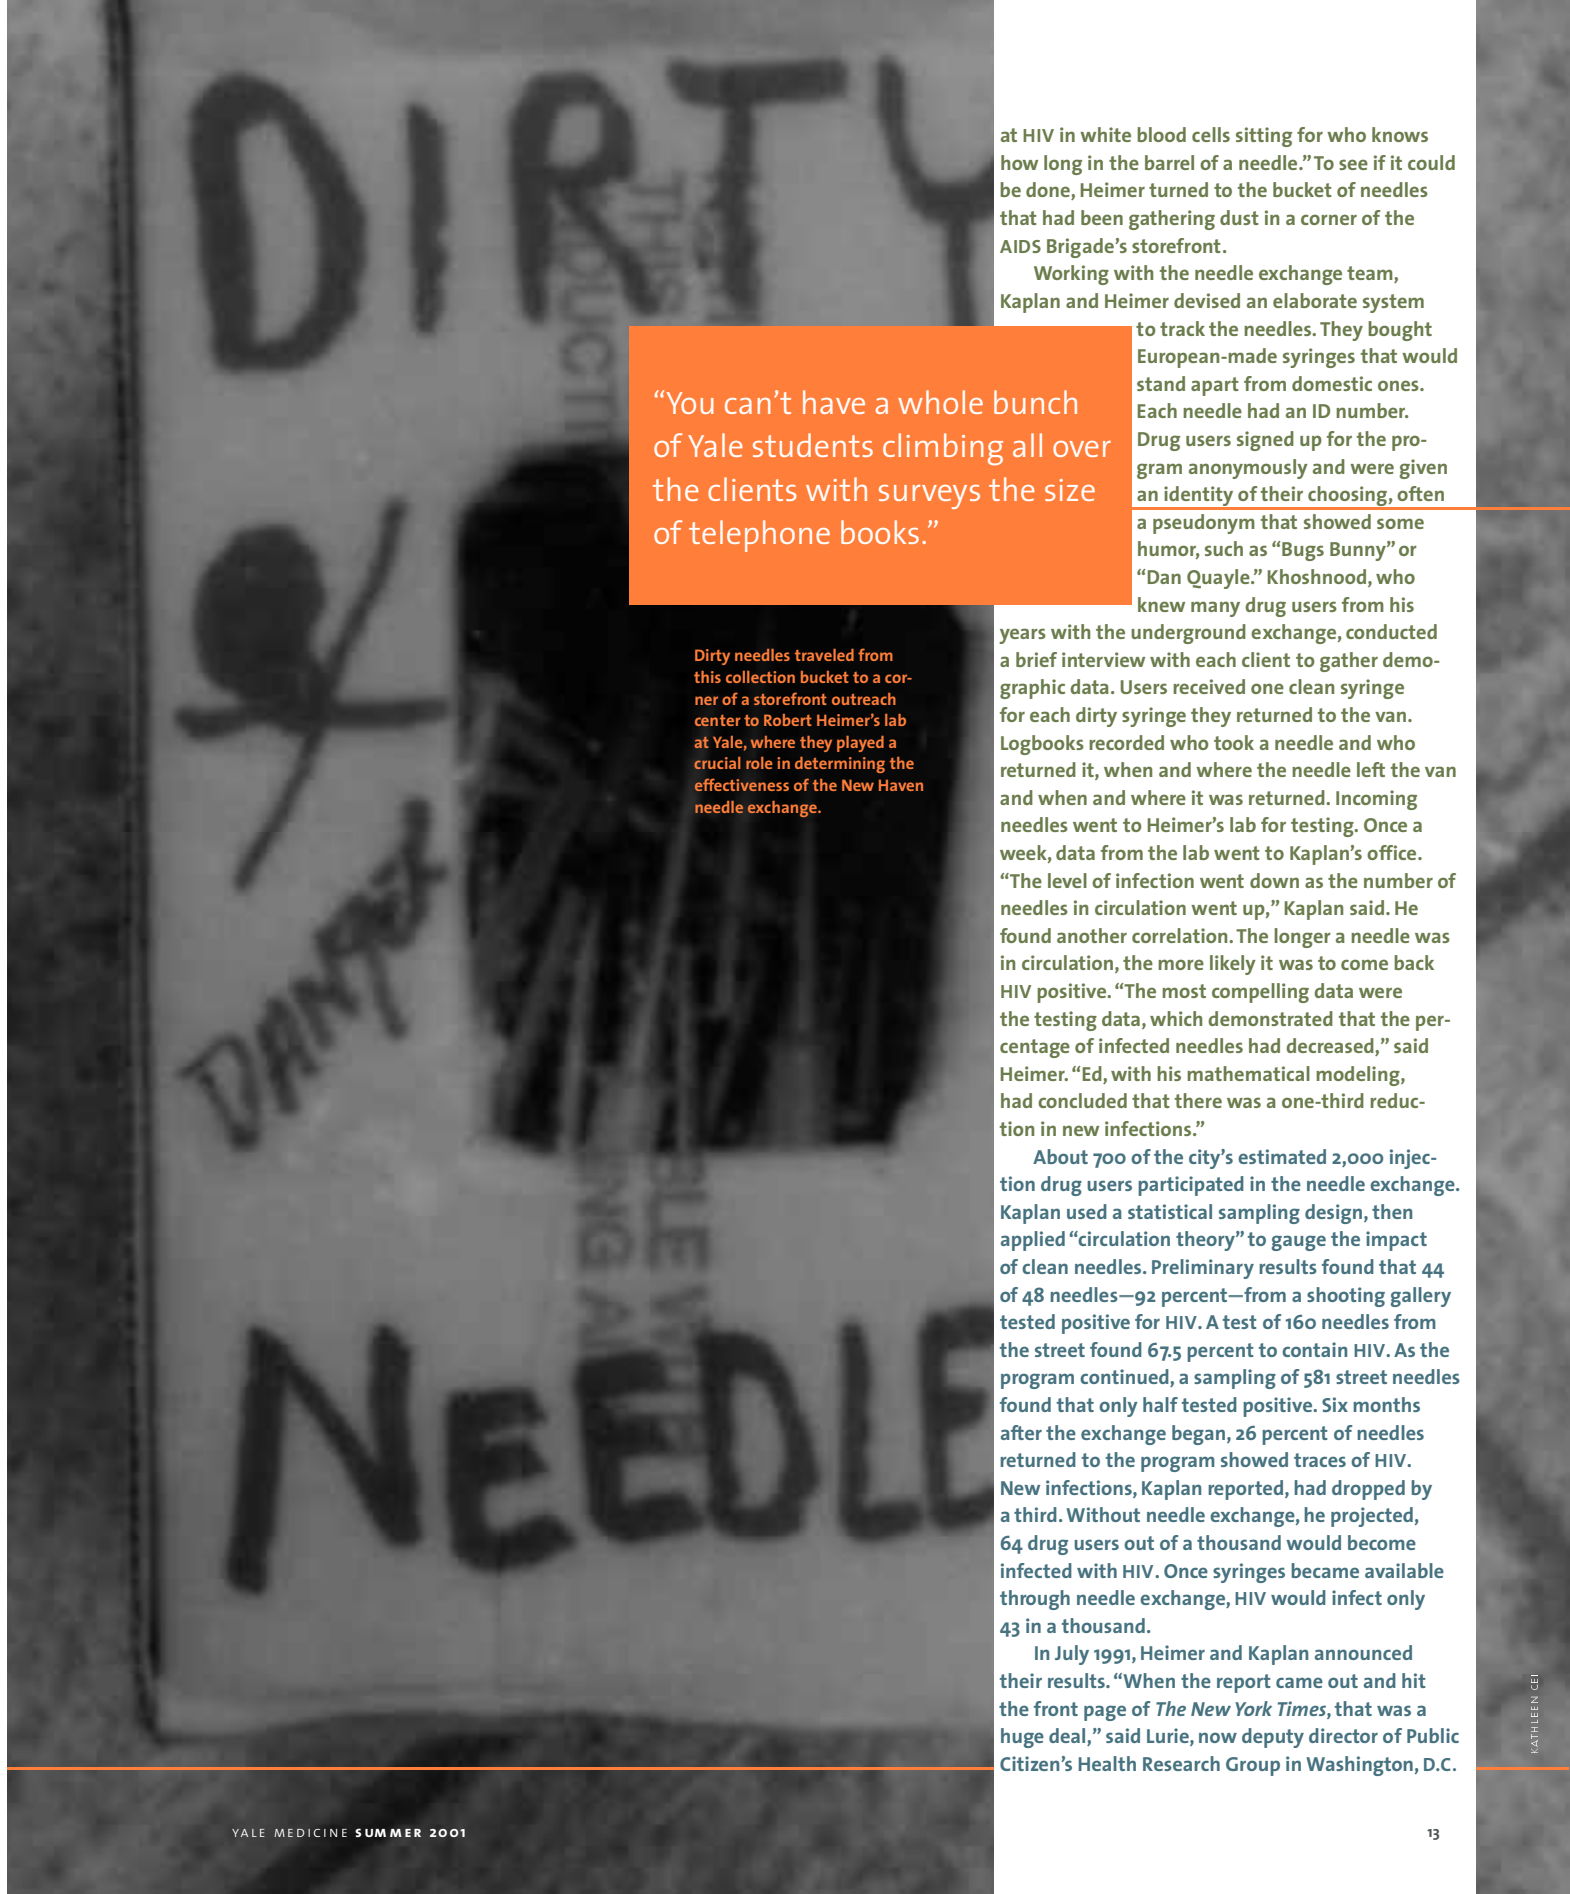 DIRTY
DANger
NEEDLE
“You can’t have a whole bunch
of Yale students climbing all over
the clients with surveys the size
of telephone books.”
Dirty needles traveled from
this collection bucket to a cor-
ner of a storefront outreach
center to Robert Heimer’s lab
at Yale, where they played a
crucial role in determining the
effectiveness of the New Haven
needle exchange.
at HIV in white blood cells sitting for who knows
how long in the barrel of a needle.” To see if it could
be done, Heimer turned to the bucket of needles
that had been gathering dust in a corner of the
AIDS Brigade’s storefront.
Working with the needle exchange team,
Kaplan and Heimer devised an elaborate system
to track the needles. They bought
European-made syringes that would
stand apart from domestic ones.
Each needle had an ID number.
Drug users signed up for the pro-
gram anonymously and were given
an identity of their choosing, often
a pseudonym that showed some
humor, such as “Bugs Bunny” or
“Dan Quayle.” Khoshnood, who
knew many drug users from his
years with the underground exchange, conducted
a brief interview with each client to gather demo-
graphic data. Users received one clean syringe
for each dirty syringe they returned to the van.
Logbooks recorded who took a needle and who
returned it, when and where the needle left the van
and when and where it was returned. Incoming
needles went to Heimer’s lab for testing. Once a
week, data from the lab went to Kaplan’s office.
“The level of infection went down as the number of
needles in circulation went up,” Kaplan said. He
found another correlation. The longer a needle was
in circulation, the more likely it was to come back
HIV positive. “The most compelling data were
the testing data, which demonstrated that the per-
centage of infected needles had decreased,” said
Heimer. “Ed, with his mathematical modeling,
had concluded that there was a one-third reduc-
tion in new infections.”
About 700 of the city’s estimated 2,000 injec-
tion drug users participated in the needle exchange.
Kaplan used a statistical sampling design, then
applied “circulation theory” to gauge the impact
of clean needles. Preliminary results found that 44
of 48 needles—92 percent—from a shooting gallery
tested positive for HIV. A test of 160 needles from
the street found 67.5 percent to contain HIV. As the
program continued, a sampling of 581 street needles
found that only half tested positive. Six months
after the exchange began, 26 percent of needles
returned to the program showed traces of HIV.
New infections, Kaplan reported, had dropped by
a third. Without needle exchange, he projected,
64 drug users out of a thousand would become
infected with HIV. Once syringes became available
through needle exchange, HIV would infect only
43 in a thousand.
In July 1991, Heimer and Kaplan announced
their results. “When the report came out and hit
the front page of The New York Times, that was a
huge deal,” said Lurie, now deputy director of Public
Citizen’s Health Research Group in Washington, D.C.
KATHLEEN CEI
YALE MEDICINE SUMMER 2001
13